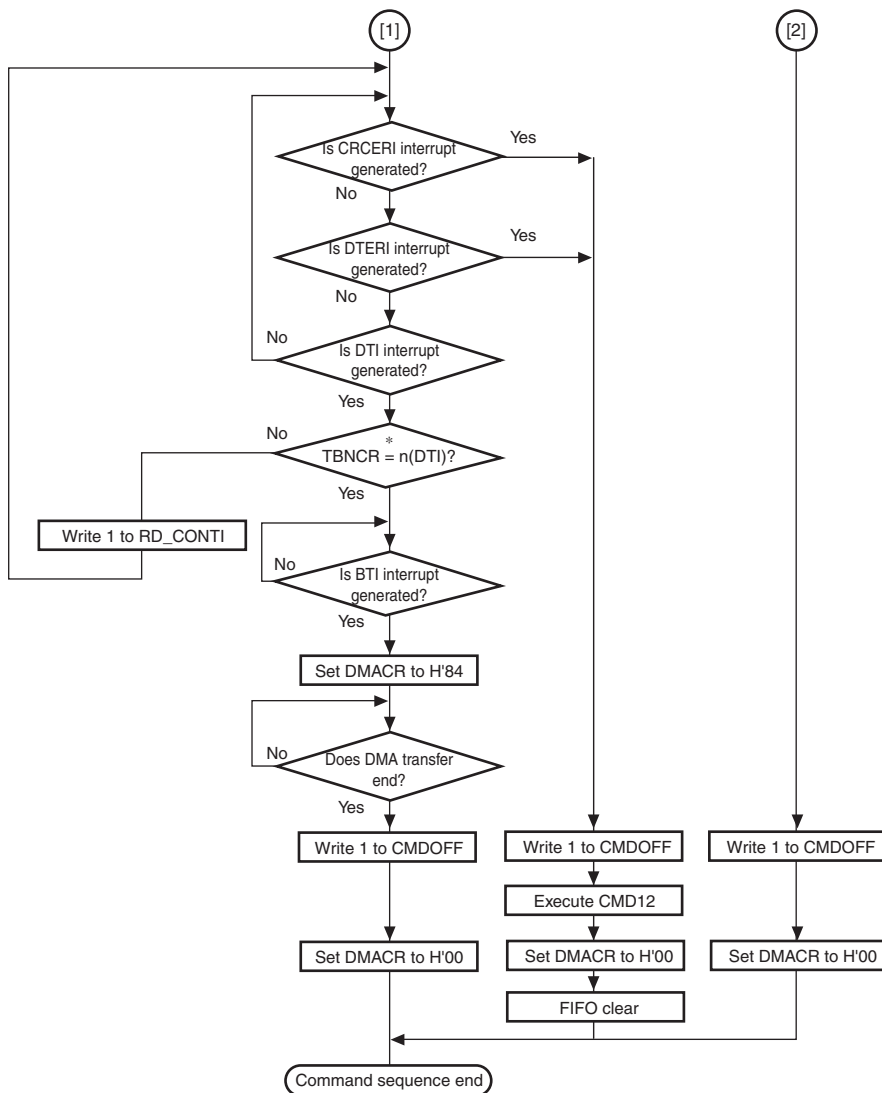 [1]
[2]
Is CRCERI interrupt
generated?
Yes
No
Is DTERI interrupt
generated?
Yes
No
Is DTI interrupt
generated?
No
Yes
*
TBNCR = n(DTI)?
No
Yes
Write 1 to RD_CONTI
Is BTI interrupt
generated?
No
Yes
Set DMACR to H'84
Does DMA transfer
end?
No
Yes
Write 1 to CMDOFF
Write 1 to CMDOFF
Write 1 to CMDOFF
Execute CMD12
Set DMACR to H'00
Set DMACR to H'00
Set DMACR to H'00
FIFO clear
Command sequence end